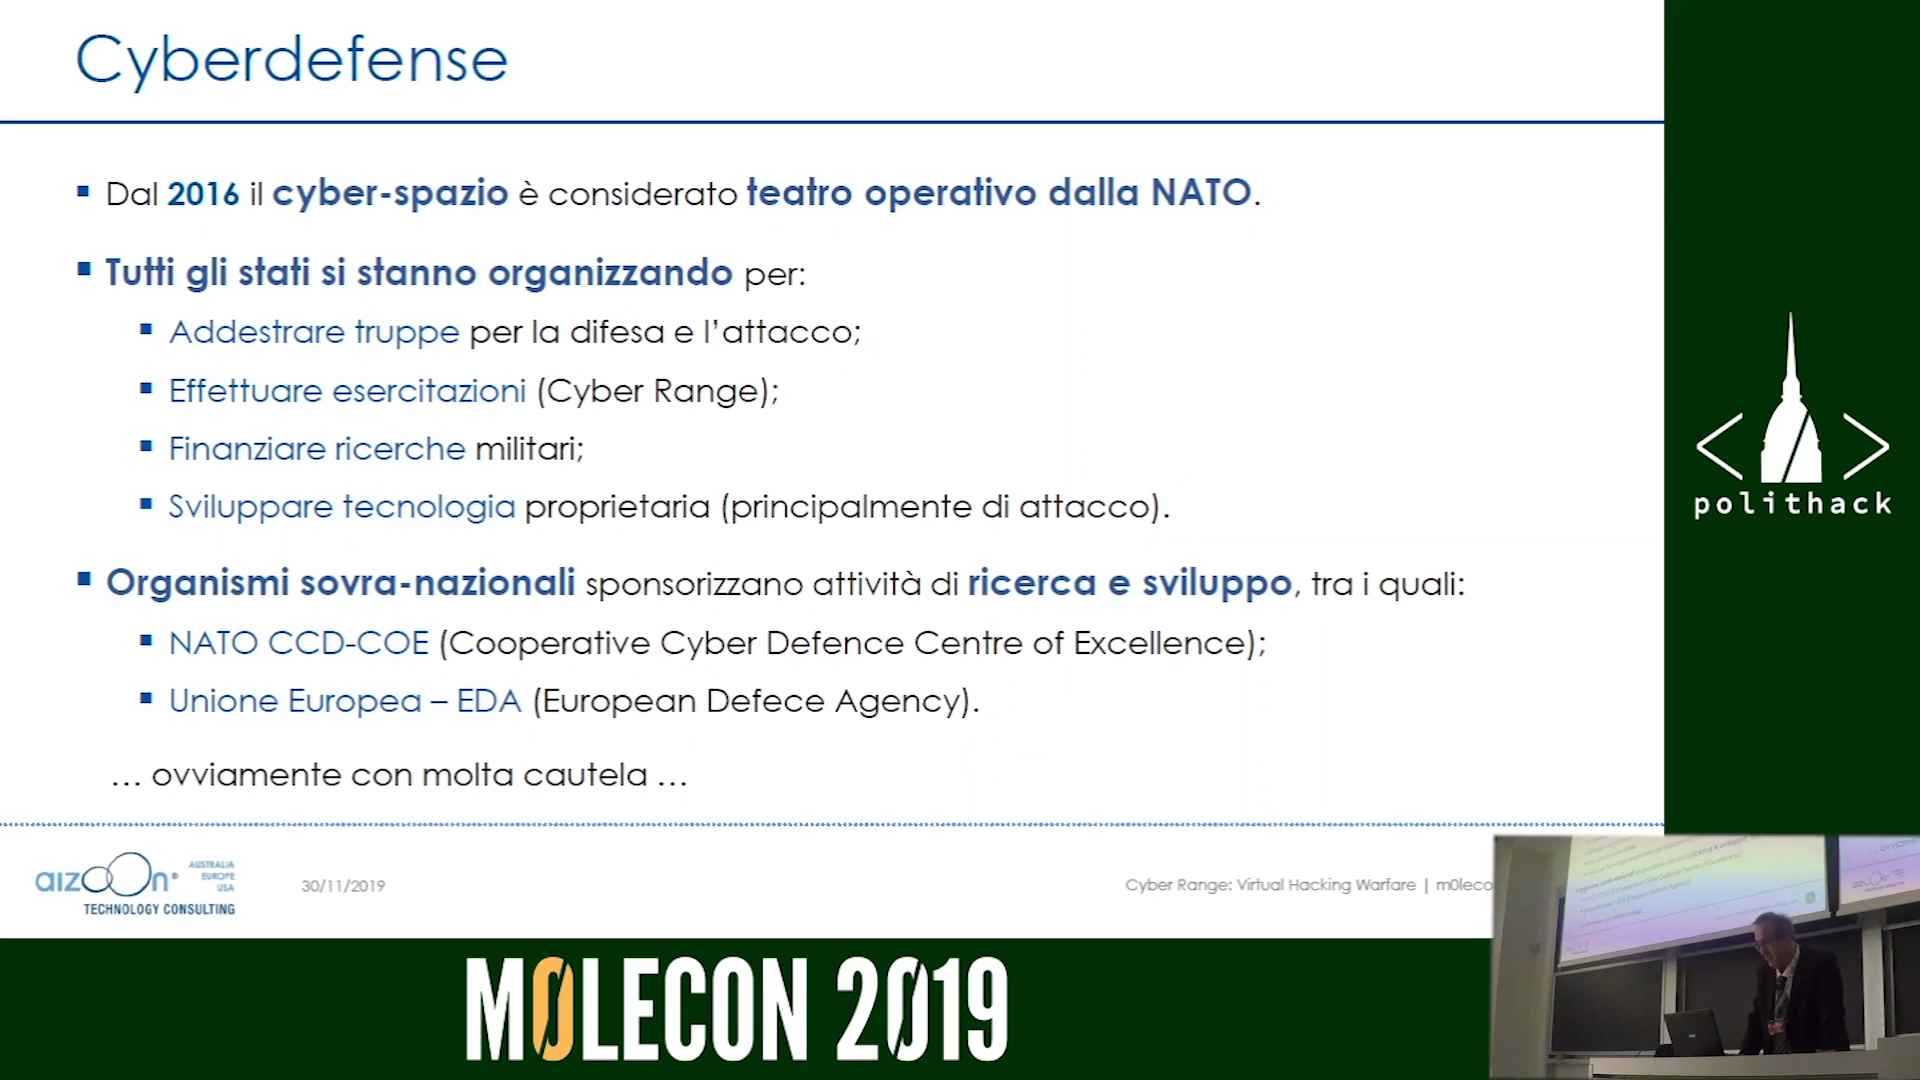 Cyberdefense
Dal 2016 il cyber-spazio è considerato teatro operativo dalla NATO.
Tutti gli stati si stanno organizzando per:
Addestrare truppe per la difesa e l'attacco;
Effettuare esercitazioni (Cyber Range);
Finanziare ricerche militari;
Sviluppare tecnologia proprietaria (principalmente di attacco).
Organismi sovra-nazionali sponsorizzano attività di ricerca e sviluppo, tra i quali:
NATO CCD-COE (Cooperative Cyber Defence Centre of Excellence);
Unione Europea – EDA (European Defece Agency).
… ovviamente con molta cautela …
polithack
aizoOn®
AUSTRALIA
EUROPE
USA
TECHNOLOGY CONSULTING
30/11/2019
Cyber Range: Virtual Hacking Warfare | m0leco
M0LECON 2019